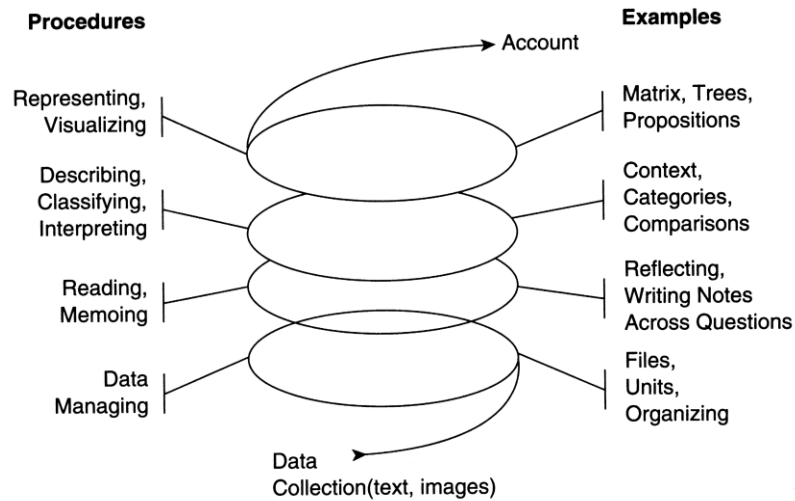 Procedures
Examples
Account
Representing,
Visualizing
Matrix, Trees,
Propositions
Describing,
Classifying,
Interpreting
Context,
Categories,
Comparisons
Reading,
Memoing
Reflecting,
Writing Notes
Across Questions
Data
Managing
Files,
Units,
Organizing
Data
Collection(text, images)